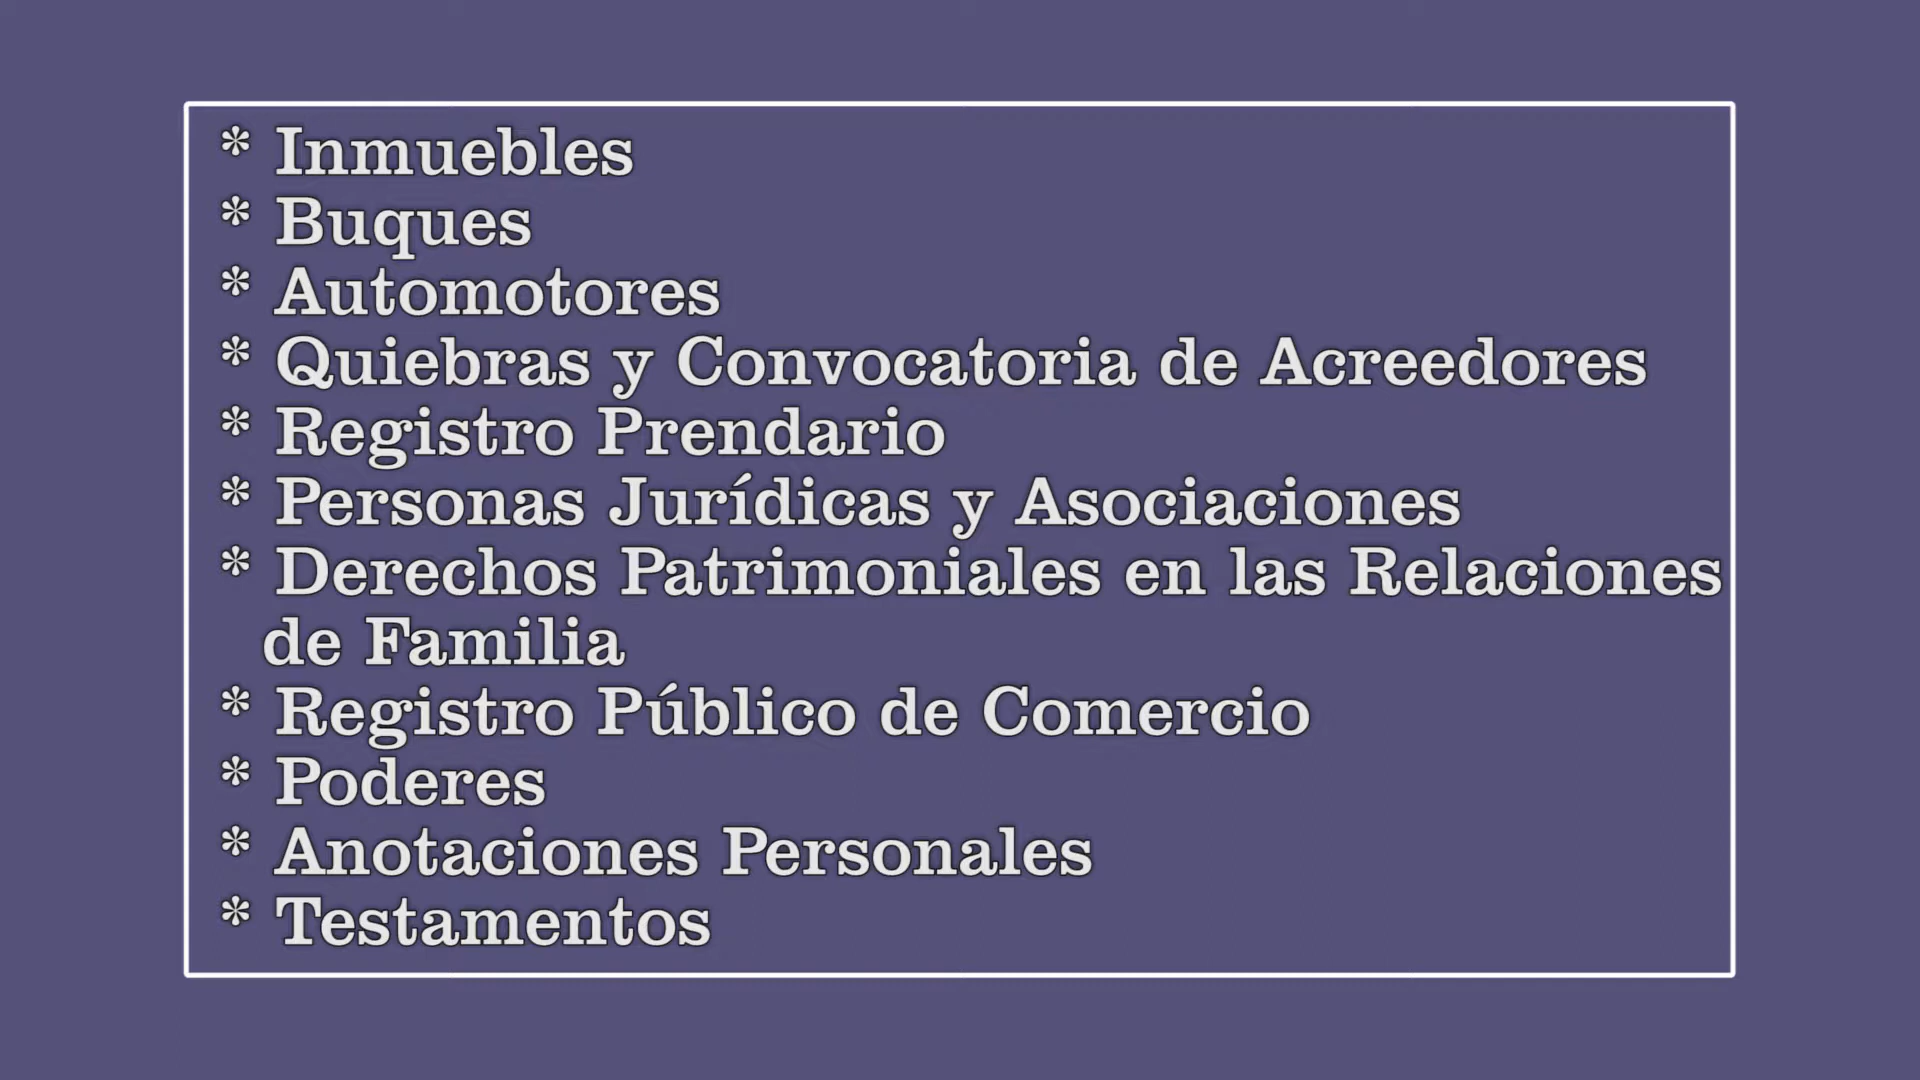 * Inmuebles
* Buques
* Automotores
* Quiebras y Convocatoria de Acreedores
* Registro Prendario
* Personas Jurídicas y Asociaciones
* Derechos Patrimoniales en las Relaciones
de Familia
* Registro Público de Comercio
* Poderes
* Anotaciones Personales
* Testamentos